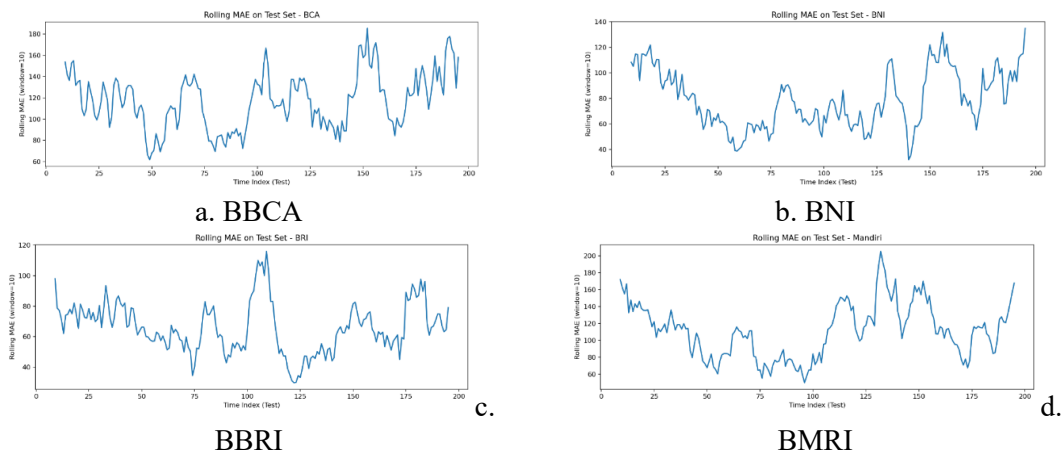 Rolling MAE on Test Set - BCA
Rolling MAE (window=10)
180
160
140
120
100
80
60
0 25 50 75 100 125 150 175 200
Time Index (Test)
a. BBCA
Rolling MAE on Test Set - BNI
Rolling MAE (window=10)
140
120
100
80
60
40
0 25 50 75 100 125 150 175 200
Time Index (Test)
b. BNI
Rolling MAE on Test Set - BRI
Rolling MAE (window=10)
120
100
80
60
40
0 25 50 75 100 125 150 175 200
Time Index (Test)
c.
BBRI
Rolling MAE on Test Set - Mandiri
Rolling MAE (window=10)
200
180
160
140
120
100
80
60
0 25 50 75 100 125 150 175 200
Time Index (Test)
d.
BMRI